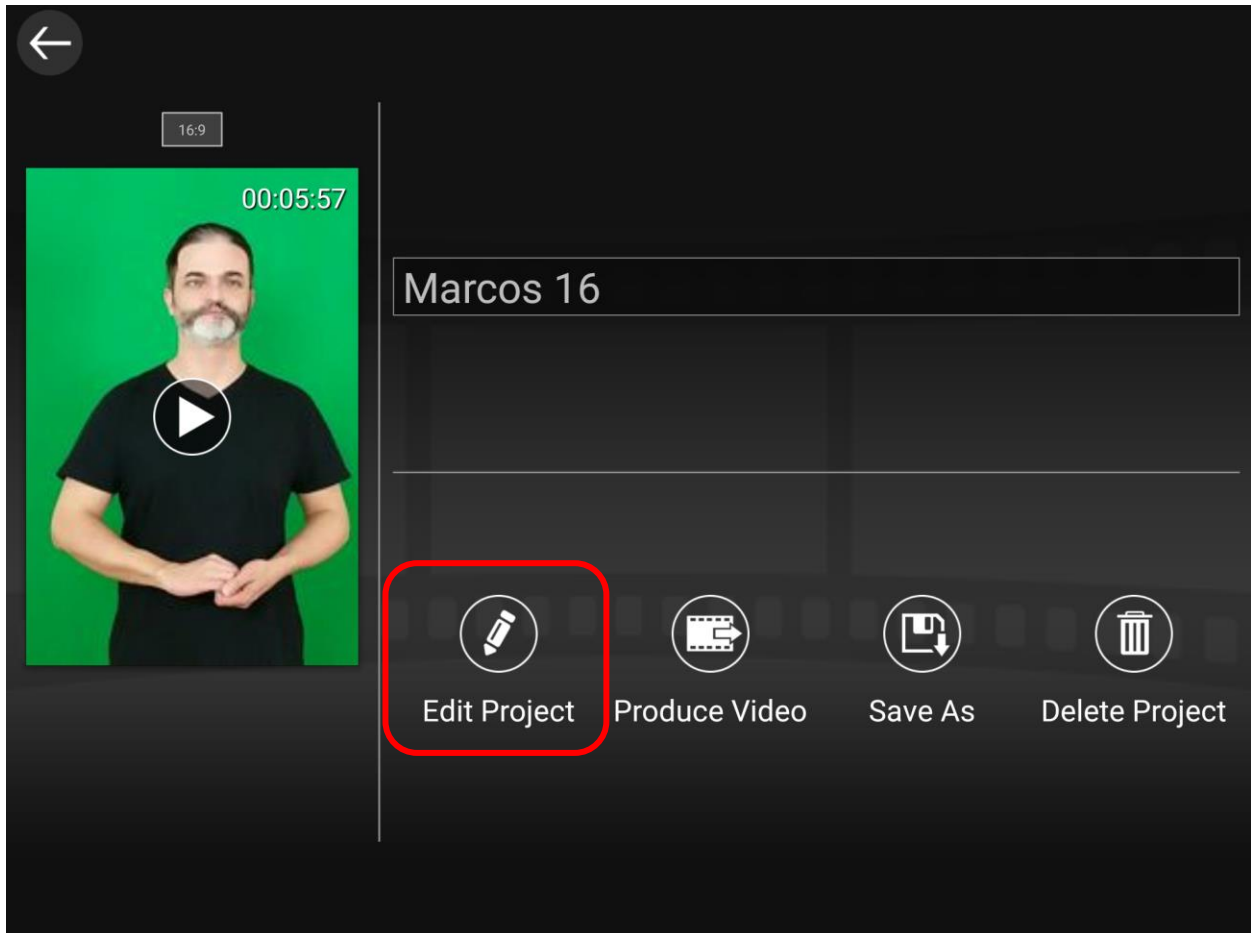 16:9
00:05:57
Marcos 16
Edit Project
Produce Video
Save As
Delete Project